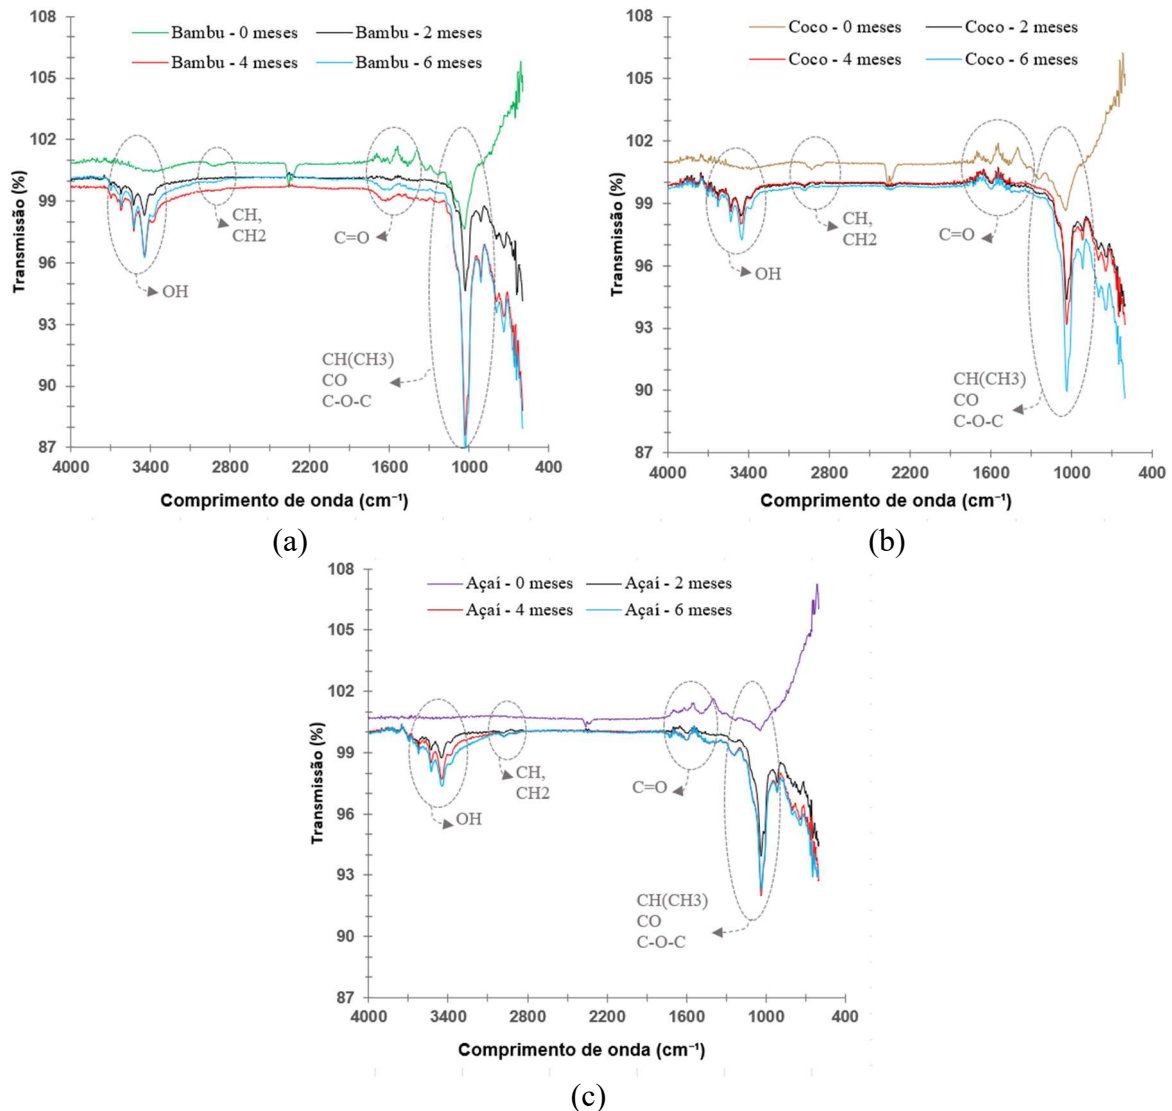 108
105
102
99
96
93
90
87
Transmissão (%)
Bambu - 0 meses
Bambu - 2 meses
Bambu - 4 meses
Bambu - 6 meses
OH
CH,
CH2
C=O
CH(CH3)
CO
C-O-C
4000 3400 2800 2200 1600 1000 400
Comprimento de onda (cm⁻¹)
(a)
108
105
102
99
96
93
90
87
Transmissão (%)
Coco - 0 meses
Coco - 2 meses
Coco - 4 meses
Coco - 6 meses
OH
CH,
CH2
C=O
CH(CH3)
CO
C-O-C
4000 3400 2800 2200 1600 1000 400
Comprimento de onda (cm⁻¹)
(b)
108
105
102
99
96
93
90
87
Transmissão (%)
Açaí - 0 meses
Açaí - 2 meses
Açaí - 4 meses
Açaí - 6 meses
OH
CH,
CH2
C=O
CH(CH3)
CO
C-O-C
4000 3400 2800 2200 1600 1000 400
Comprimento de onda (cm⁻¹)
(c)